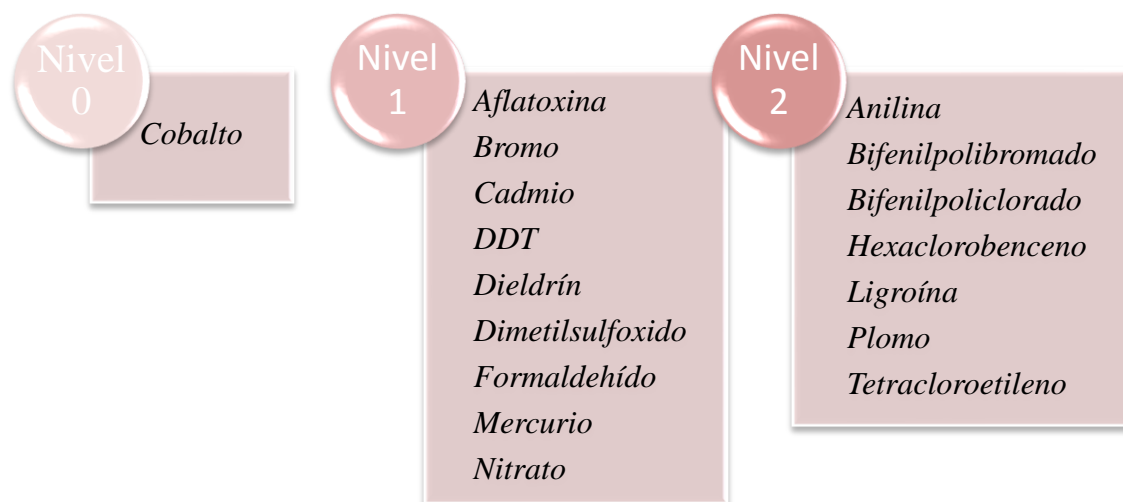 Nivel
0
Cobalto
Nivel
1
Aflatoxina
Bromo
Cadmio
DDT
Dieldrín
Dimetilsulfoxido
Formaldehído
Mercurio
Nitrato
Nivel
2
Anilina
Bifenilpolibromado
Bifenilpoliclorado
Hexaclorobenceno
Ligroína
Plomo
Tetracloroetileno